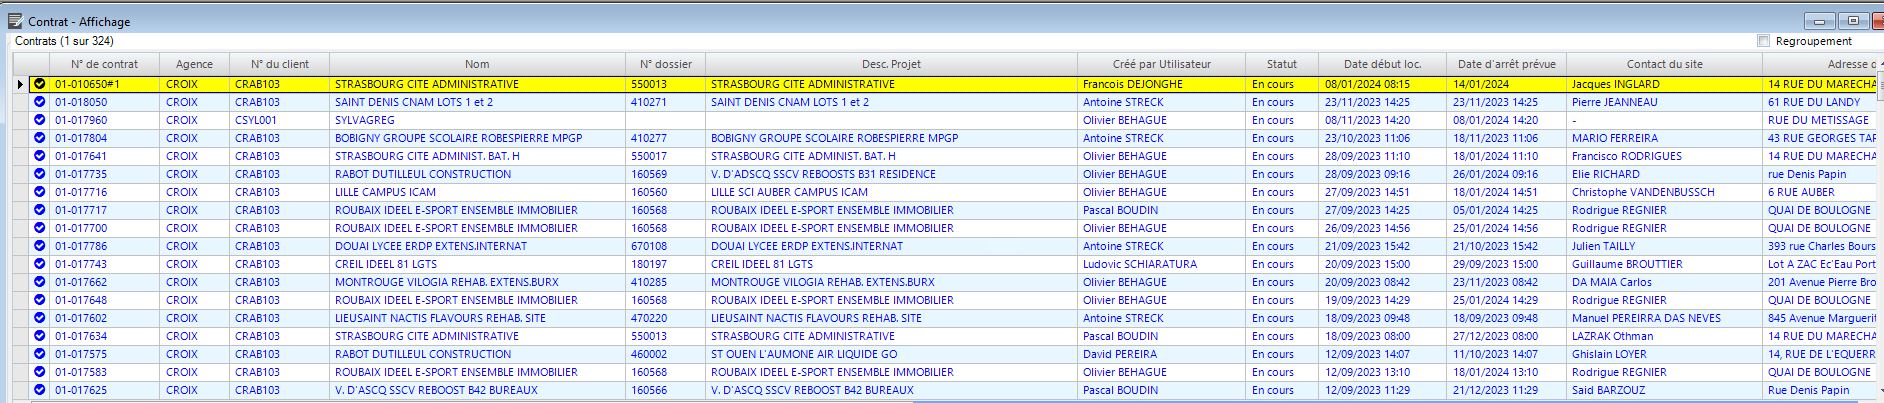 Contrat - Affichage
Contrats (1 sur 324) Regroupement
N° de contrat Agence N° du client Nom N° dossier Desc. Projet Créé par Utilisateur Statut Date début loc. Date d'arrêt prévue Contact du site Adresse d
01-010650#1 CROIX CRAB103 STRASBOURG CITE ADMINISTRATIVE 550013 STRASBOURG CITE ADMINISTRATIVE Francois DEJONGHE En cours 08/01/2024 08:15 14/01/2024 Jacques INGLARD 14 RUE DU MARECHA
01-018050 CROIX CRAB103 SAINT DENIS CNAM LOTS 1 et 2 410271 SAINT DENIS CNAM LOTS 1 et 2 Antoine STRECK En cours 23/11/2023 14:25 23/11/2023 14:25 Pierre JEANNEAU 61 RUE DU LANDY
01-017960 CROIX CSYL001 SYLVAGREG Olivier BEHAGUE En cours 08/11/2023 14:20 08/01/2024 14:20 - RUE DU METISSAGE
01-017804 CROIX CRAB103 BOBIGNY GROUPE SCOLAIRE ROBESPIERRE MPGP 410277 BOBIGNY GROUPE SCOLAIRE ROBESPIERRE MPGP Antoine STRECK En cours 23/10/2023 11:06 18/11/2023 11:06 MARIO FERREIRA 43 RUE GEORGES TAR
01-017641 CROIX CRAB103 STRASBOURG CITE ADMINIST. BAT. H 550017 STRASBOURG CITE ADMINIST. BAT. H Olivier BEHAGUE En cours 28/09/2023 11:10 18/01/2024 11:10 Francisco RODRIGUES 14 RUE DU MARECHA
01-017735 CROIX CRAB103 RABOT DUTILLEUL CONSTRUCTION 160569 V. D'ADSCQ SSCV REBOOSTS B31 RESIDENCE Olivier BEHAGUE En cours 28/09/2023 09:16 26/01/2024 09:16 Elie RICHARD rue Denis Papin
01-017716 CROIX CRAB103 LILLE CAMPUS ICAM 160560 LILLE SCI AUBER CAMPUS ICAM Olivier BEHAGUE En cours 27/09/2023 14:51 18/01/2024 14:51 Christophe VANDENBUSSCH 6 RUE AUBER
01-017717 CROIX CRAB103 ROUBAIX IDEEL E-SPORT ENSEMBLE IMMOBILIER 160568 ROUBAIX IDEEL E-SPORT ENSEMBLE IMMOBILIER Pascal BOUDIN En cours 27/09/2023 14:25 05/01/2024 14:25 Rodrigue REGNIER QUAI DE BOULOGNE
01-017700 CROIX CRAB103 ROUBAIX IDEEL E-SPORT ENSEMBLE IMMOBILIER 160568 ROUBAIX IDEEL E-SPORT ENSEMBLE IMMOBILIER Olivier BEHAGUE En cours 26/09/2023 14:56 25/01/2024 14:56 Rodrigue REGNIER QUAI DE BOULOGNE
01-017786 CROIX CRAB103 DOUAI LYCEE ERDP EXTENS.INTERNAT 670108 DOUAI LYCEE ERDP EXTENS.INTERNAT Antoine STRECK En cours 21/09/2023 15:42 21/10/2023 15:42 Julien TAILLY 393 rue Charles Bours
01-017743 CROIX CRAB103 CREIL IDEEL 81 LGTS 180197 CREIL IDEEL 81 LGTS Ludovic SCHIARATURA En cours 20/09/2023 15:00 29/09/2023 15:00 Guillaume BROUTTIER Lot A ZAC Ec'Eau Port
01-017662 CROIX CRAB103 MONTROUGE VILOGIA REHAB. EXTENS.BURX 410285 MONTROUGE VILOGIA REHAB. EXTENS.BURX Olivier BEHAGUE En cours 20/09/2023 08:42 23/11/2023 08:42 DA MAIA Carlos 201 Avenue Pierre Bro
01-017648 CROIX CRAB103 ROUBAIX IDEEL E-SPORT ENSEMBLE IMMOBILIER 160568 ROUBAIX IDEEL E-SPORT ENSEMBLE IMMOBILIER Olivier BEHAGUE En cours 19/09/2023 14:29 25/01/2024 14:29 Rodrigue REGNIER QUAI DE BOULOGNE
01-017602 CROIX CRAB103 LIEUSAINT NACTIS FLAVOURS REHAB. SITE 470220 LIEUSAINT NACTIS FLAVOURS REHAB. SITE Antoine STRECK En cours 18/09/2023 09:48 18/09/2023 09:48 Manuel PEREIRRA DAS NEVES 845 Avenue Marguerit
01-017634 CROIX CRAB103 STRASBOURG CITE ADMINISTRATIVE 550013 STRASBOURG CITE ADMINISTRATIVE Pascal BOUDIN En cours 18/09/2023 08:00 27/12/2023 08:00 LAZRAK Othman 14 RUE DU MARECHA
01-017575 CROIX CRAB103 RABOT DUTILLEUL CONSTRUCTION 460002 ST OUEN L'AUMONE AIR LIQUIDE GO David PEREIRA En cours 12/09/2023 14:07 11/10/2023 14:07 Ghislain LOYER 14, RUE DE L'EQUERR
01-017583 CROIX CRAB103 ROUBAIX IDEEL E-SPORT ENSEMBLE IMMOBILIER 160568 ROUBAIX IDEEL E-SPORT ENSEMBLE IMMOBILIER Olivier BEHAGUE En cours 12/09/2023 13:10 18/01/2024 13:10 Rodrigue REGNIER QUAI DE BOULOGNE
01-017625 CROIX CRAB103 V. D'ASCQ SSCV REBOOST B42 BUREAUX 160566 V. D'ASCQ SSCV REBOOST B42 BUREAUX Pascal BOUDIN En cours 12/09/2023 11:29 21/12/2023 11:29 Said BARZOUZ Rue Denis Papin